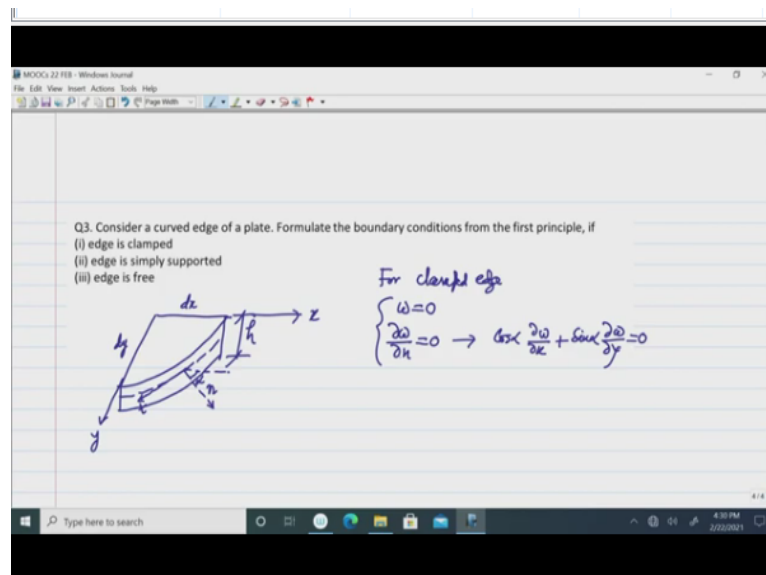 MOOCs 22 FEB - Windows Journal
File Edit View Insert Actions Tools Help
Page Width
Q3. Consider a curved edge of a plate. Formulate the boundary conditions from the first principle, if
(i) edge is clamped
(ii) edge is simply supported
(iii) edge is free
For clamped edge
ω=0
∂ω/∂n=0 → cosα ∂ω/∂x + sinα ∂ω/∂y=0
dx
x
h
dy
α
n
t
y
4/4
Type here to search
4:30 PM
2/22/2021